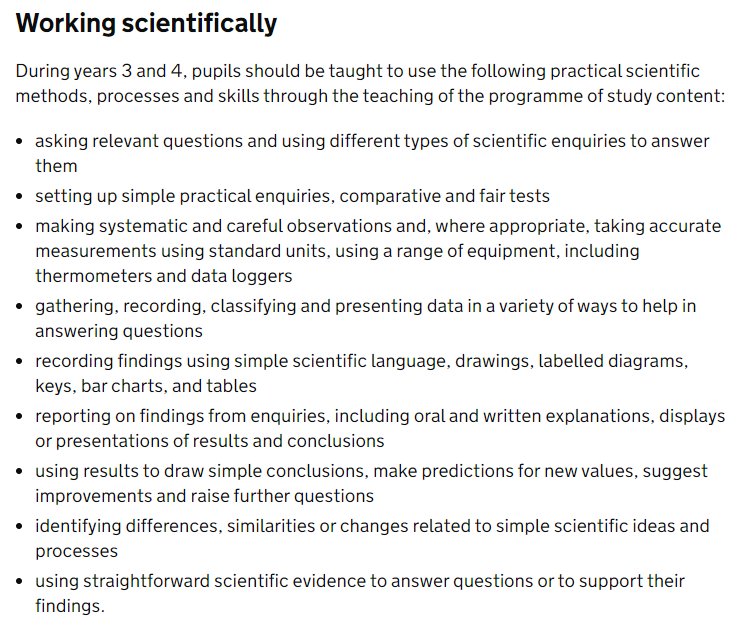 Working scientifically
During years 3 and 4, pupils should be taught to use the following practical scientific
methods, processes and skills through the teaching of the programme of study content:
• asking relevant questions and using different types of scientific enquiries to answer
them
• setting up simple practical enquiries, comparative and fair tests
• making systematic and careful observations and, where appropriate, taking accurate
measurements using standard units, using a range of equipment, including
thermometers and data loggers
• gathering, recording, classifying and presenting data in a variety of ways to help in
answering questions
• recording findings using simple scientific language, drawings, labelled diagrams,
keys, bar charts, and tables
• reporting on findings from enquiries, including oral and written explanations, displays
or presentations of results and conclusions
• using results to draw simple conclusions, make predictions for new values, suggest
improvements and raise further questions
• identifying differences, similarities or changes related to simple scientific ideas and
processes
• using straightforward scientific evidence to answer questions or to support their
findings.